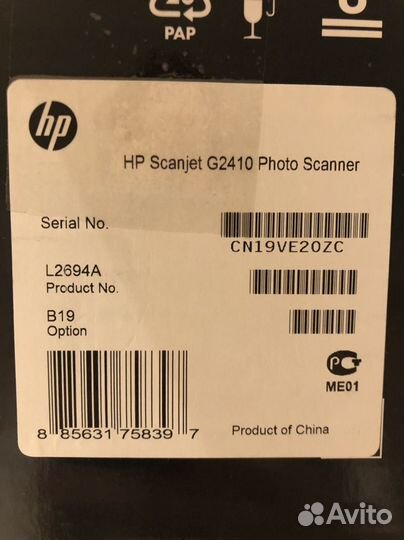 PAP
hp
HP Scanjet G2410 Photo Scanner
Serial No.
CN19VE20ZC
L2694A
Product No.
B19
Option
РСТ
ME01
8 85631 75839 7
Product of China
Avito